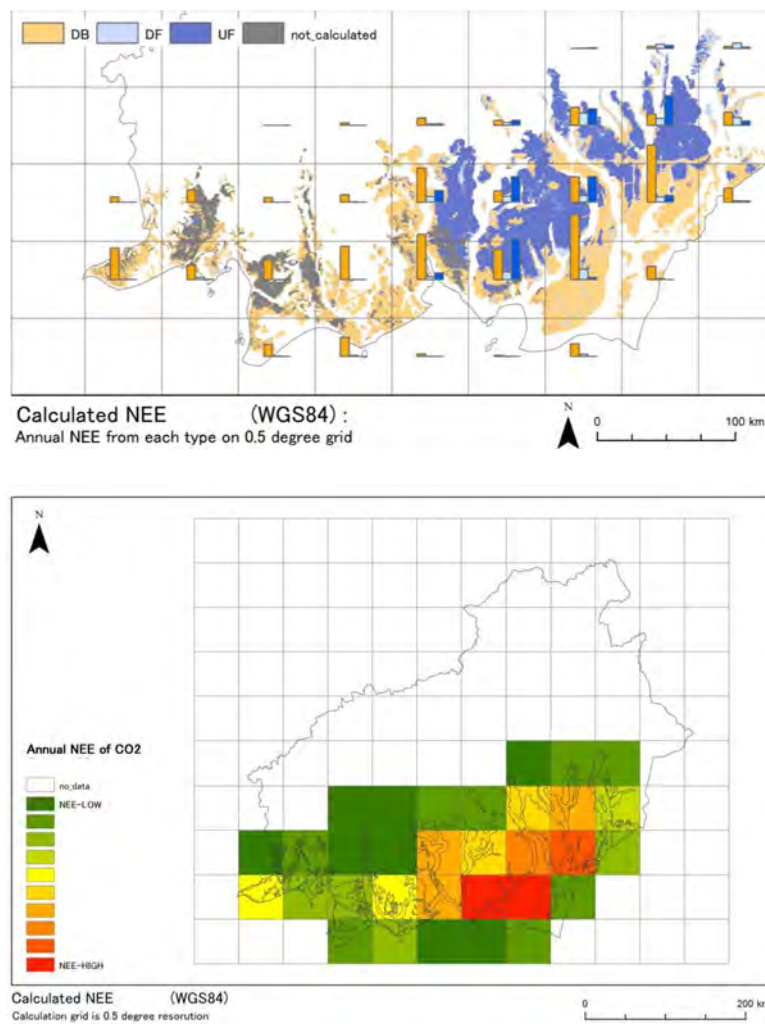 DB DF UF not_calculated
Calculated NEE (WGS84) :
Annual NEE from each type on 0.5 degree grid
N
0 100 km
N
Annual NEE of CO2
no_data
NEE-LOW
NEE-HIGH
Calculated NEE (WGS84)
Calculation grid is 0.5 degree resorution
0 200 km